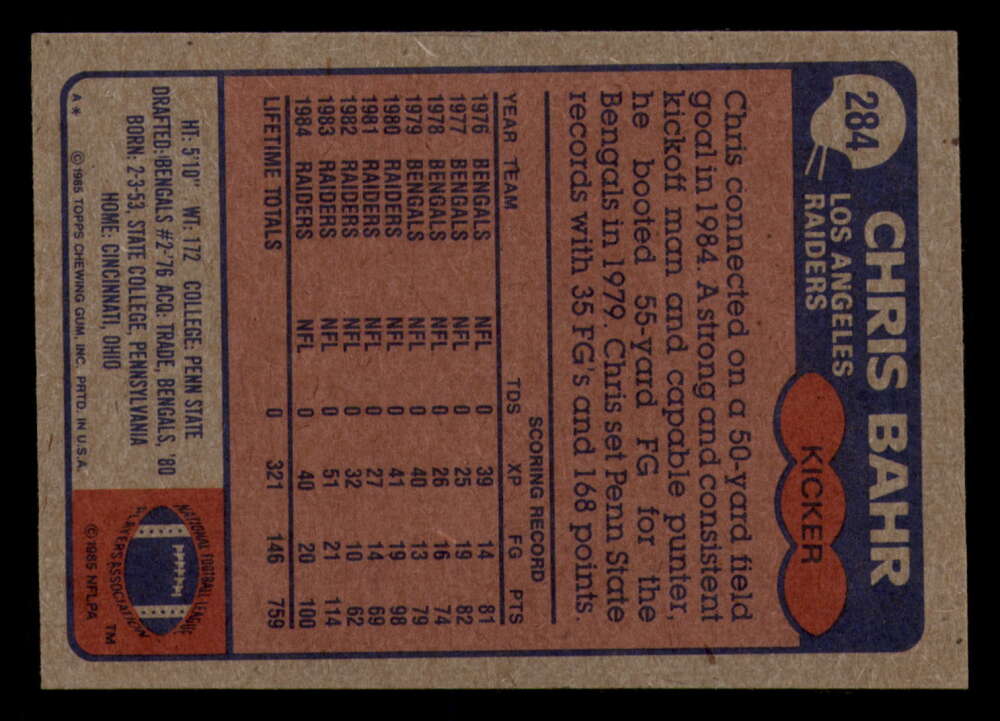 284
CHRIS BAHR
LOS ANGELES
RAIDERS
KICKER
Chris connected on a 50-yard field
goal in 1984. A strong and consistent
kickoff man and capable punter,
he booted 55-yard FG for the
Bengals in 1979. Chris set Penn State
records with 35 FG's and 168 points.
SCORING RECORD
YEAR TEAM TDS XP FG PTS
1976 BENGALS NFL 0 39 14 81
1977 BENGALS NFL 0 25 19 82
1978 BENGALS NFL 0 26 16 74
1979 BENGALS NFL 0 40 13 79
1980 RAIDERS NFL 0 41 19 98
1981 RAIDERS NFL 0 27 14 69
1982 RAIDERS NFL 0 32 10 62
1983 RAIDERS NFL 0 51 21 114
1984 RAIDERS NFL 0 40 20 100
LIFETIME TOTALS 0 321 146 759
HT: 5'10" WT: 172 COLLEGE: PENN STATE
DRAFTED: BENGALS #2-'76 ACQ: TRADE, BENGALS, '80
BORN: 2-3-53, STATE COLLEGE, PENNSYLVANIA
HOME: CINCINNATI, OHIO
A* © 1985 TOPPS CHEWING GUM, INC. PRTD. IN U.S.A.
NATIONAL FOOTBALL LEAGUE
PLAYERS ASSOCIATION
TM
© 1985 NFLPA